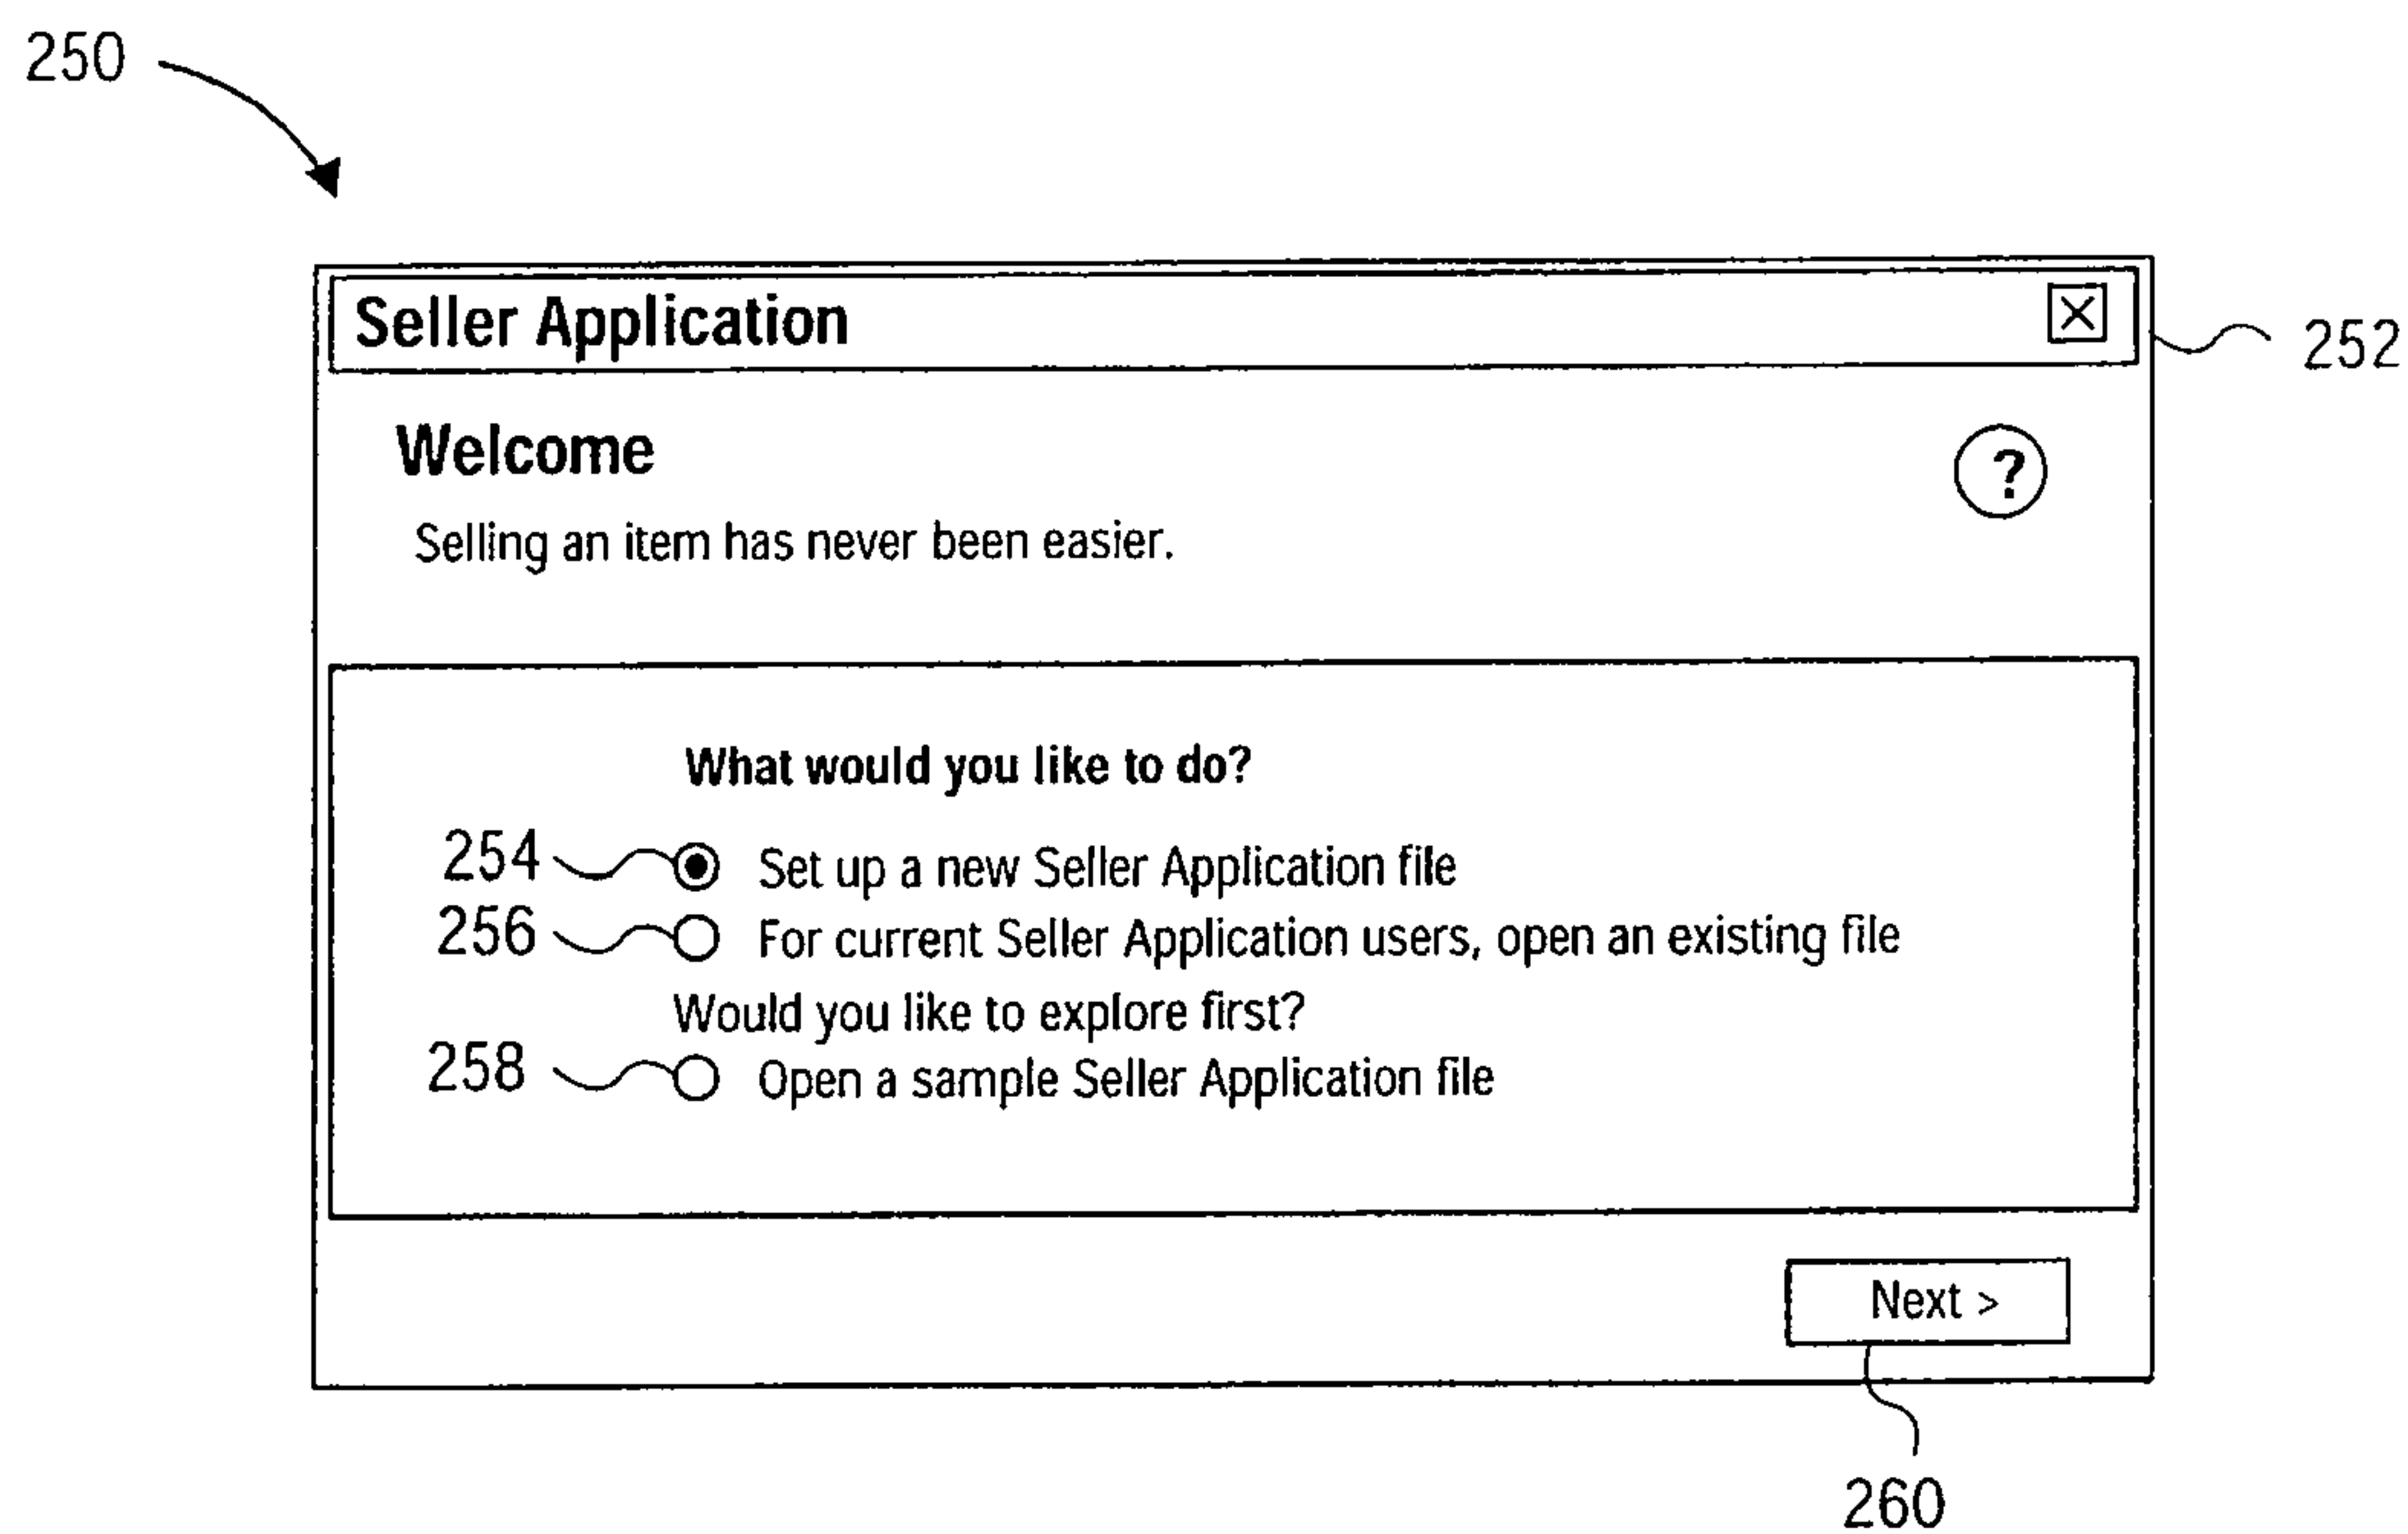 250
Seller Application
252
Welcome
?
Selling an item has never been easier.
What would you like to do?
254 Set up a new Seller Application file
256 For current Seller Application users, open an existing file
Would you like to explore first?
258 Open a sample Seller Application file
Next >
260